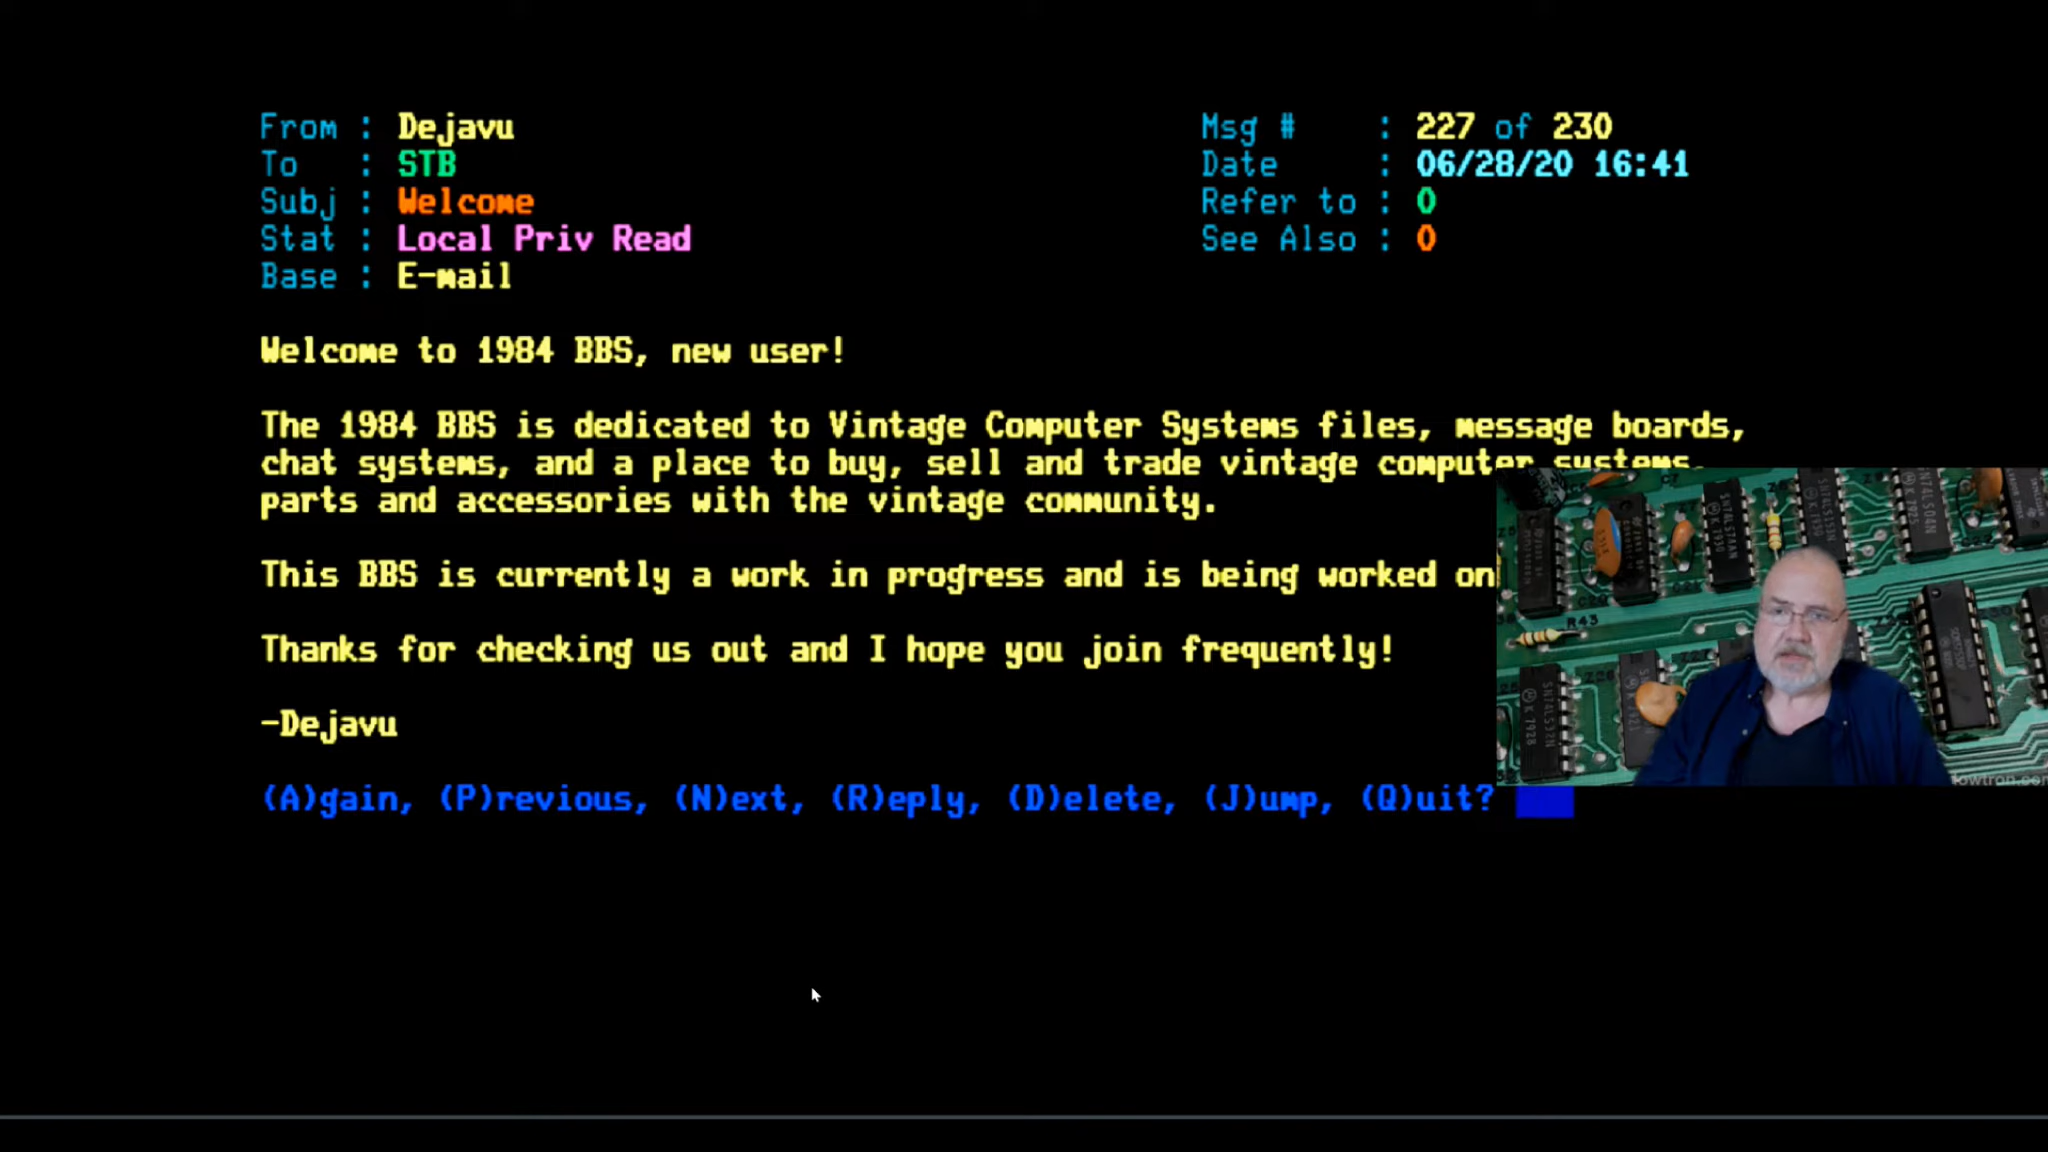 From : Dejavu
To : STB
Subj : Welcome
Stat : Local Priv Read
Base : E-mail
Msg # : 227 of 230
Date : 06/28/20 16:41
Refer to : 0
See Also : 0
Welcome to 1984 BBS, new user!
The 1984 BBS is dedicated to Vintage Computer Systems files, message boards,
chat systems, and a place to buy, sell and trade vintage computer systems,
parts and accessories with the vintage community.
This BBS is currently a work in progress and is being worked on
Thanks for checking us out and I hope you join frequently!
-Dejavu
(A)gain, (P)revious, (N)ext, (R)eply, (D)elete, (J)ump, (Q)uit?
R43
SN74LS32N
K 7928